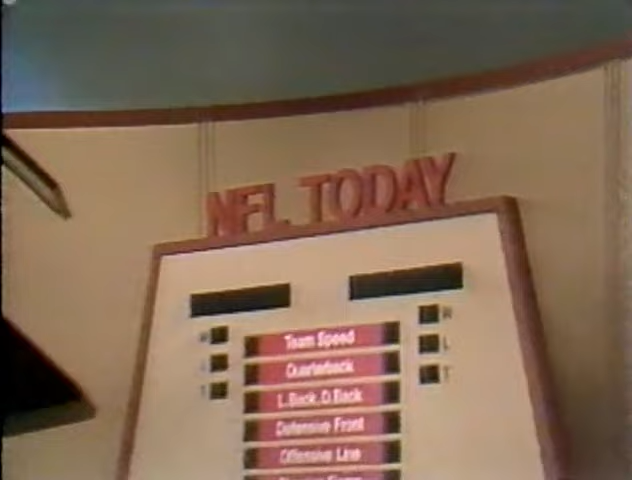 NFL TODAY
W W
Team Speed
L L
Quarterback
T T
L.Back, D.Back
Defensive Front
Offensive Line